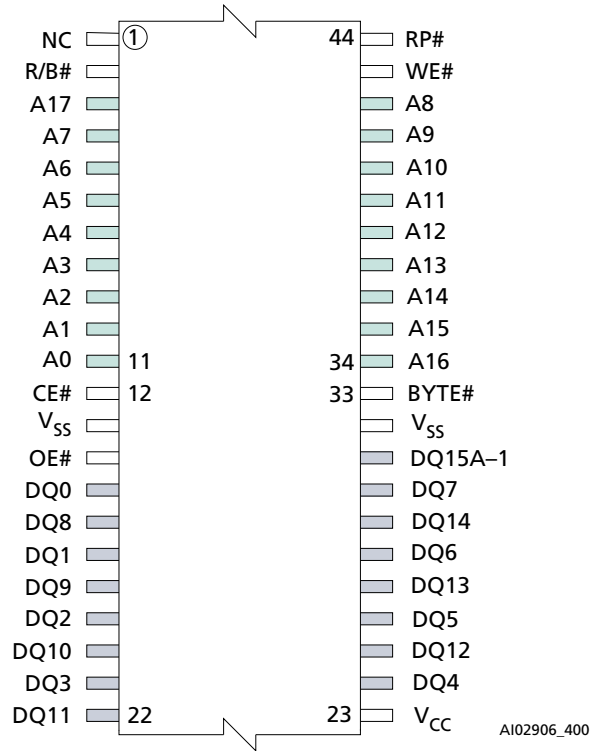 NC 1 44 RP#
R/B# WE#
A17 A8
A7 A9
A6 A10
A5 A11
A4 A12
A3 A13
A2 A14
A1 A15
A0 11 34 A16
CE# 12 33 BYTE#
VSS VSS
OE# DQ15A–1
DQ0 DQ7
DQ8 DQ14
DQ1 DQ6
DQ9 DQ13
DQ2 DQ5
DQ10 DQ12
DQ3 DQ4
DQ11 22 23 VCC
AI02906_400